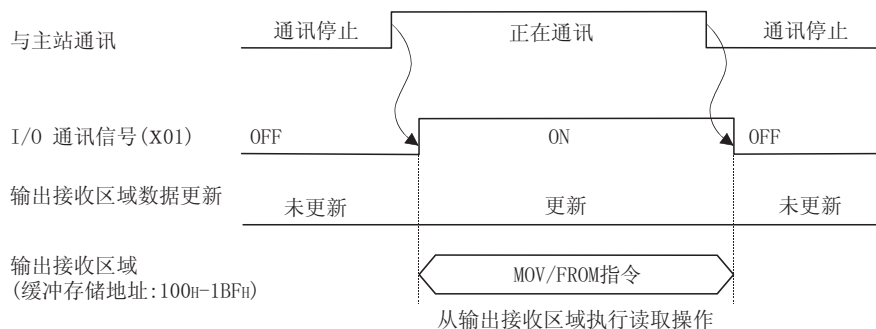 与主站通讯 通讯停止 正在通讯 通讯停止
I/O 通讯信号(X01) OFF ON OFF
输出接收区域数据更新
未更新 更新 未更新
输出接收区域
(缓冲存储地址:100H-1BFH)
MOV/FROM指令
从输出接收区域执行读取操作